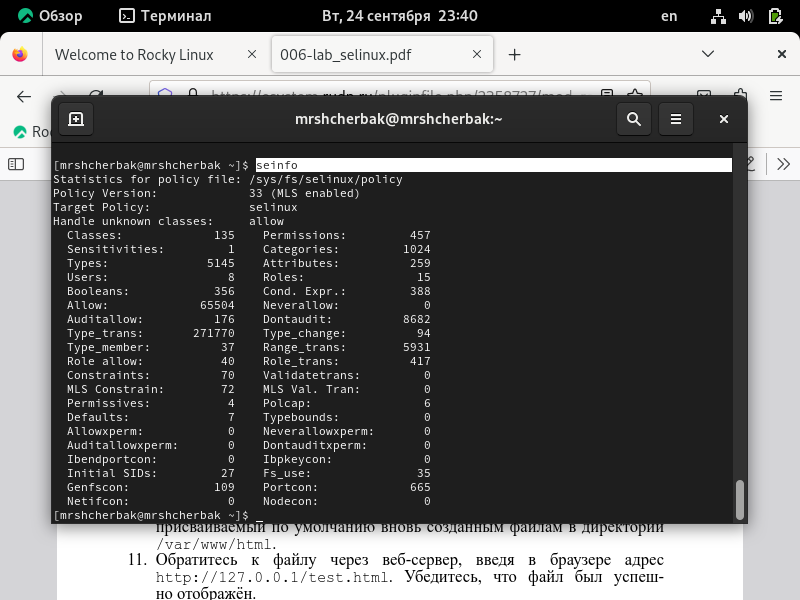 Обзор Терминал Вт, 24 сентября 23:40 en
Welcome to Rocky Linux 006-lab_selinux.pdf
mrshcherbak@mrshcherbak:~
[mrshcherbak@mrshcherbak ~]$ seinfo
Statistics for policy file: /sys/fs/selinux/policy
Policy Version: 33 (MLS enabled)
Target Policy: selinux
Handle unknown classes: allow
Classes: 135 Permissions: 457
Sensitivities: 1 Categories: 1024
Types: 5145 Attributes: 259
Users: 8 Roles: 15
Booleans: 356 Cond. Expr.: 388
Allow: 65504 Neverallow: 0
Auditallow: 176 Dontaudit: 8682
Type_trans: 271770 Type_change: 94
Type_member: 37 Range_trans: 5931
Role allow: 40 Role_trans: 417
Constraints: 70 Validatetrans: 0
MLS Constrain: 72 MLS Val. Tran: 0
Permissives: 4 Polcap: 6
Defaults: 7 Typebounds: 0
Allowxperm: 0 Neverallowxperm: 0
Auditallowxperm: 0 Dontauditxperm: 0
Ibendportcon: 0 Ibpkeycon: 0
Initial SIDs: 27 Fs_use: 35
Genfscon: 109 Portcon: 665
Netifcon: 0 Nodecon: 0
[mrshcherbak@mrshcherbak ~]$
присваиваемый по умолчанию вновь созданным файлам в директории
/var/www/html.
11. Обратитесь к файлу через веб-сервер, введя в браузере адрес
http://127.0.0.1/test.html. Убедитесь, что файл был успеш-
но отображён.